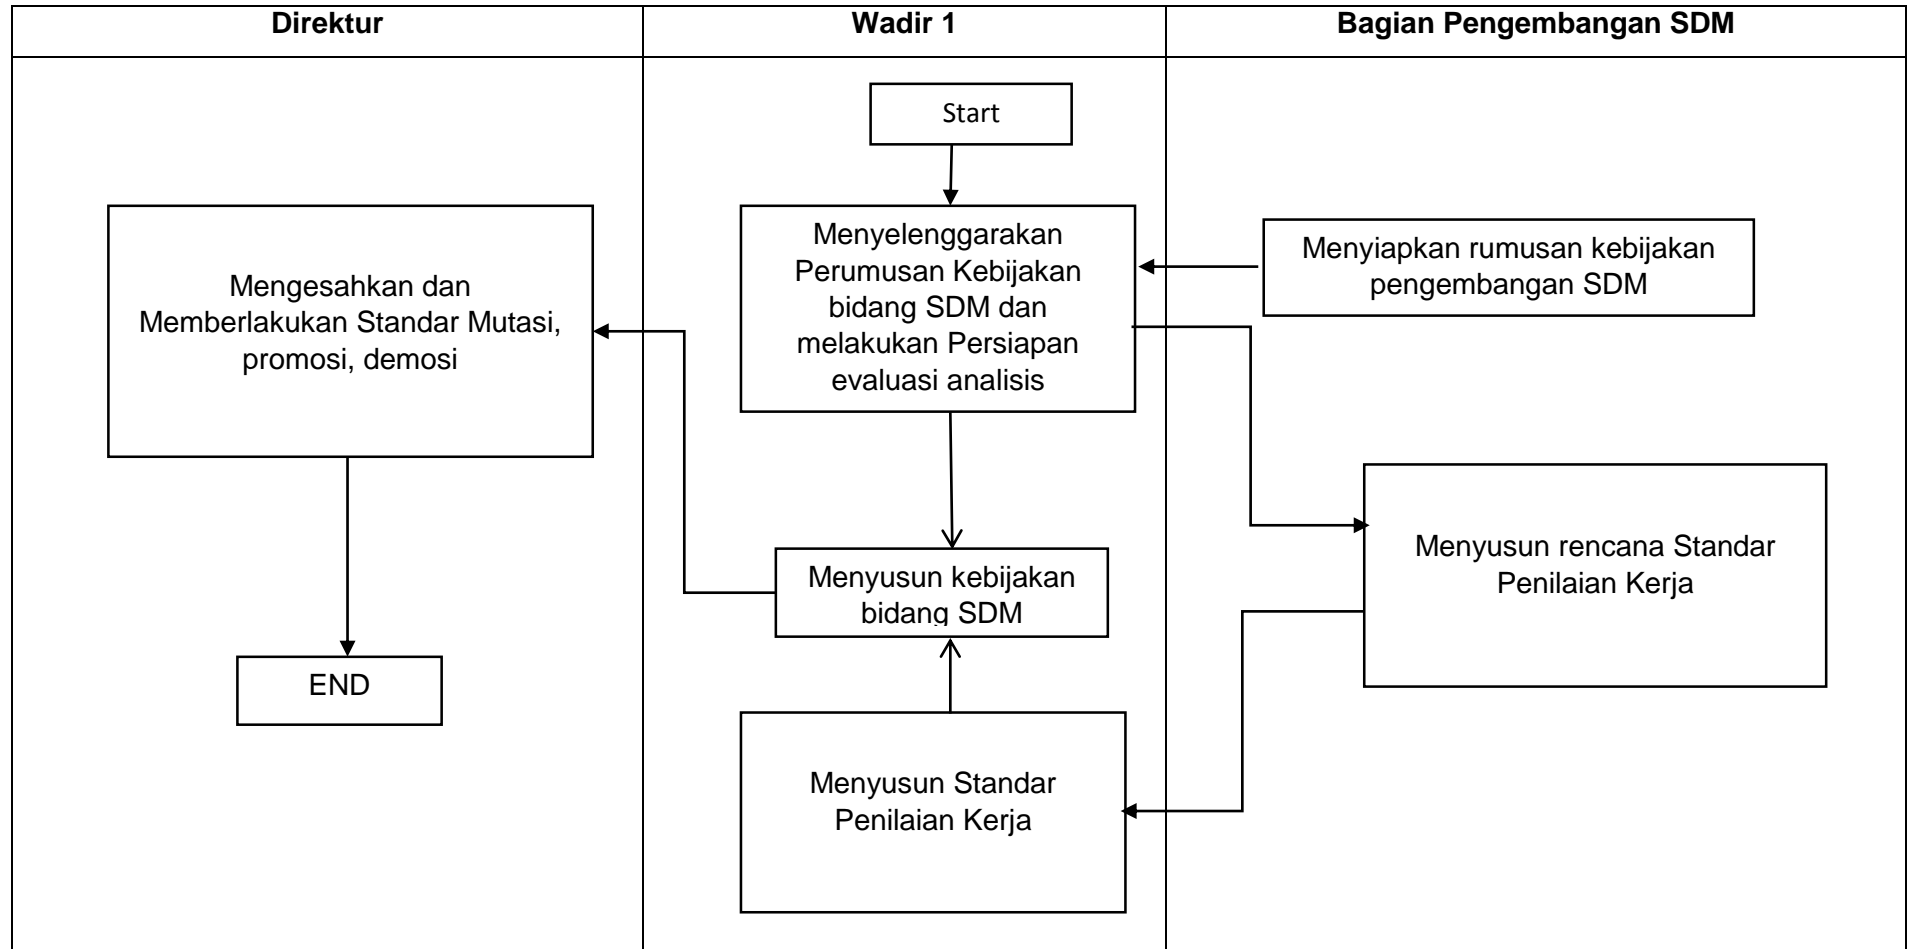 Direktur
Wadir 1
Bagian Pengembangan SDM
Start
Mengesahkan dan
Memberlakukan Standar Mutasi,
promosi, demosi
Menyelenggarakan
Perumusan Kebijakan
bidang SDM dan
melakukan Persiapan
evaluasi analisis
Menyiapkan rumusan kebijakan
pengembangan SDM
Menyusun rencana Standar
Penilaian Kerja
Menyusun kebijakan
bidang SDM
END
Menyusun Standar
Penilaian Kerja